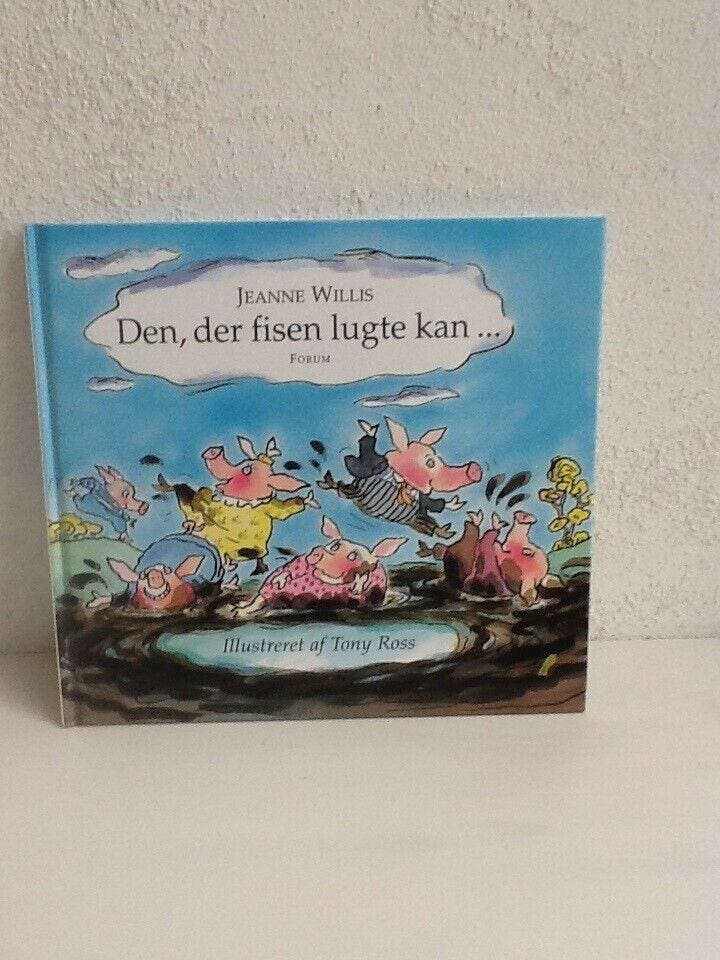 JEANNE WILLIS
Den, der fisen lugte kan...
FORUM
Illustreret af Tony Ross